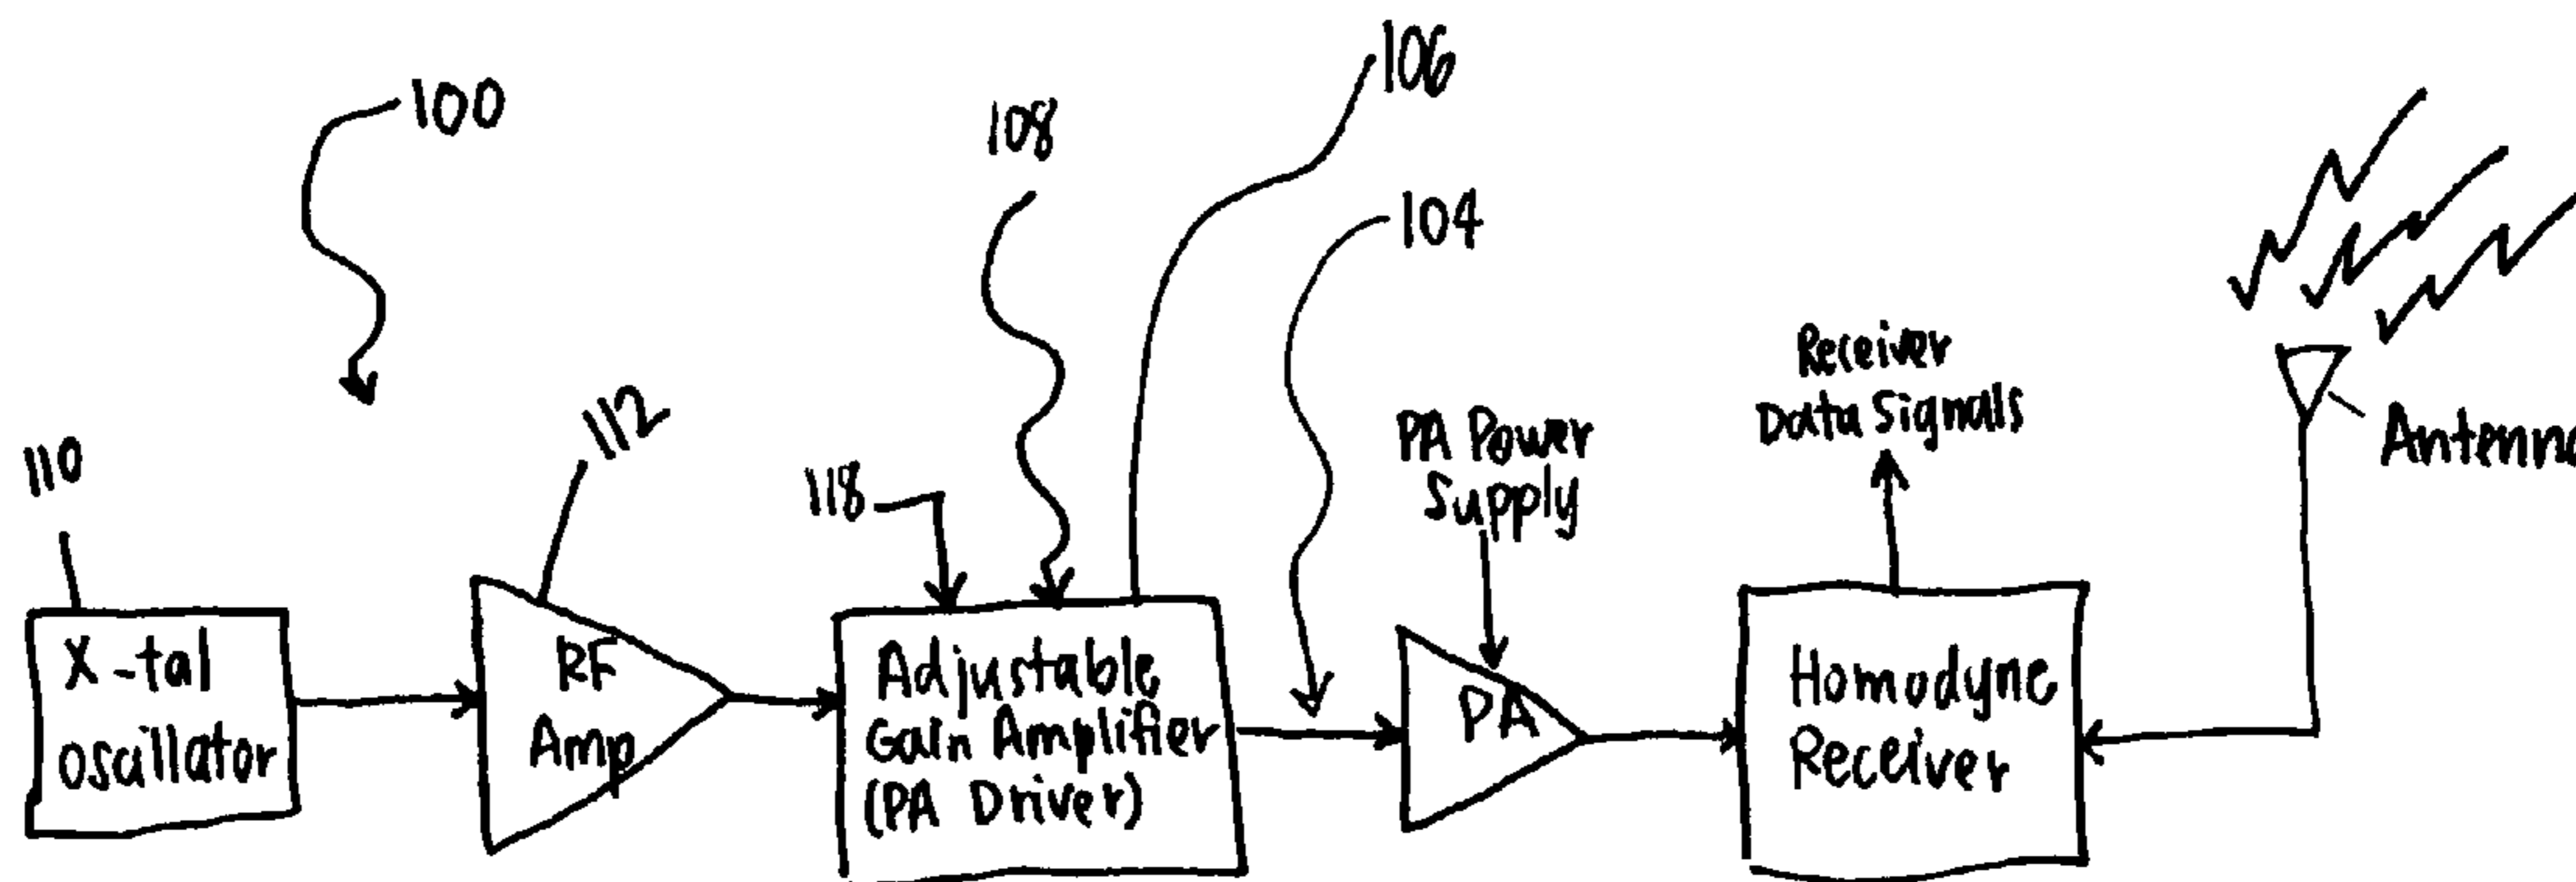 106
100
108
104
Receiver
Data Signals
112
PA Power
Supply
Antenna
110
118
X-tal
oscillator
RF
Amp
Adjustable
Gain Amplifier
(PA Driver)
PA
Homodyne
Receiver